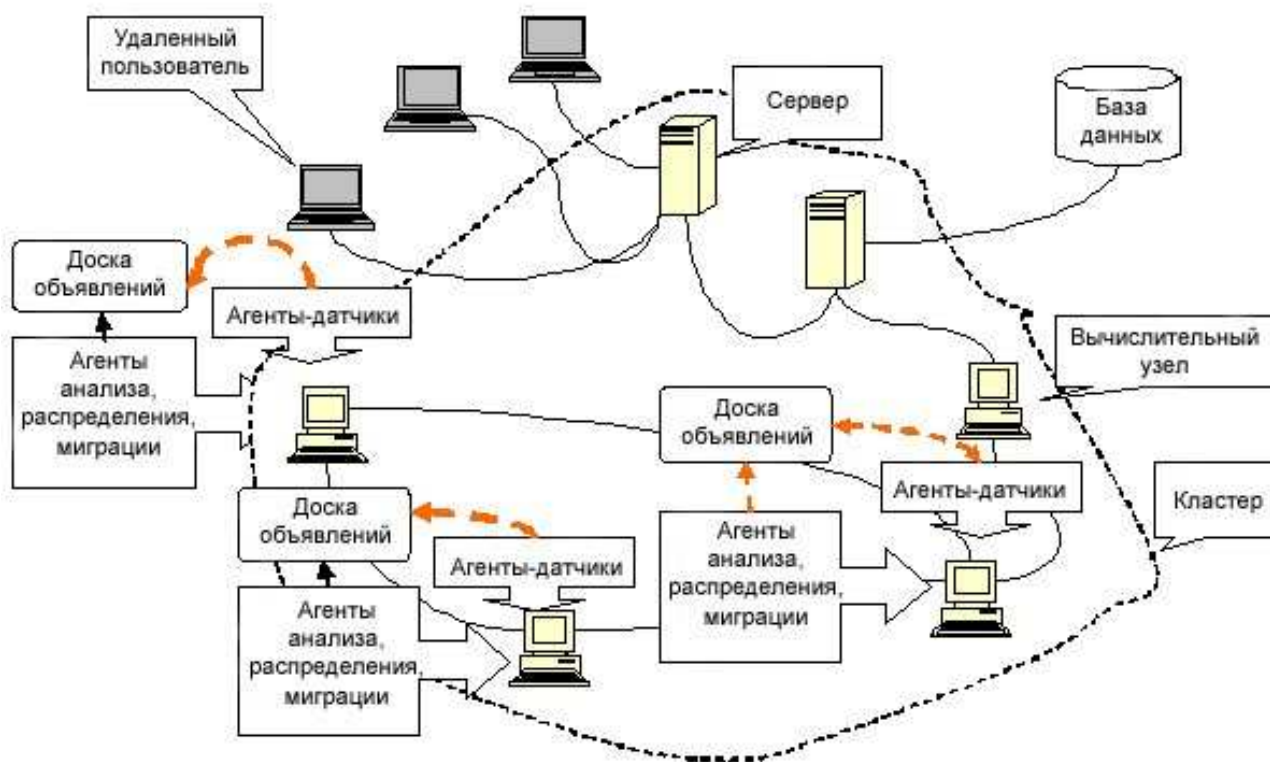 Удаленный
пользователь
Сервер
База
данных
Доска
объявлений
Агенты-датчики
Агенты
анализа,
распределения,
миграции
Вычислительный
узел
Доска
объявлений
Агенты-датчики
Кластер
Доска
объявлений
Агенты-датчики
Агенты
анализа,
распределения,
миграции
Агенты
анализа,
распределения,
миграции